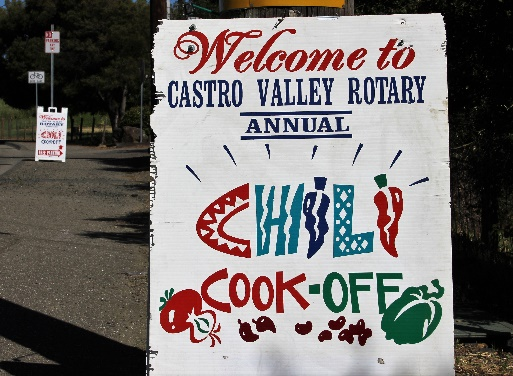 Welcome to
CASTRO VALLEY ROTARY
ANNUAL
CHILI
COOK-OFF